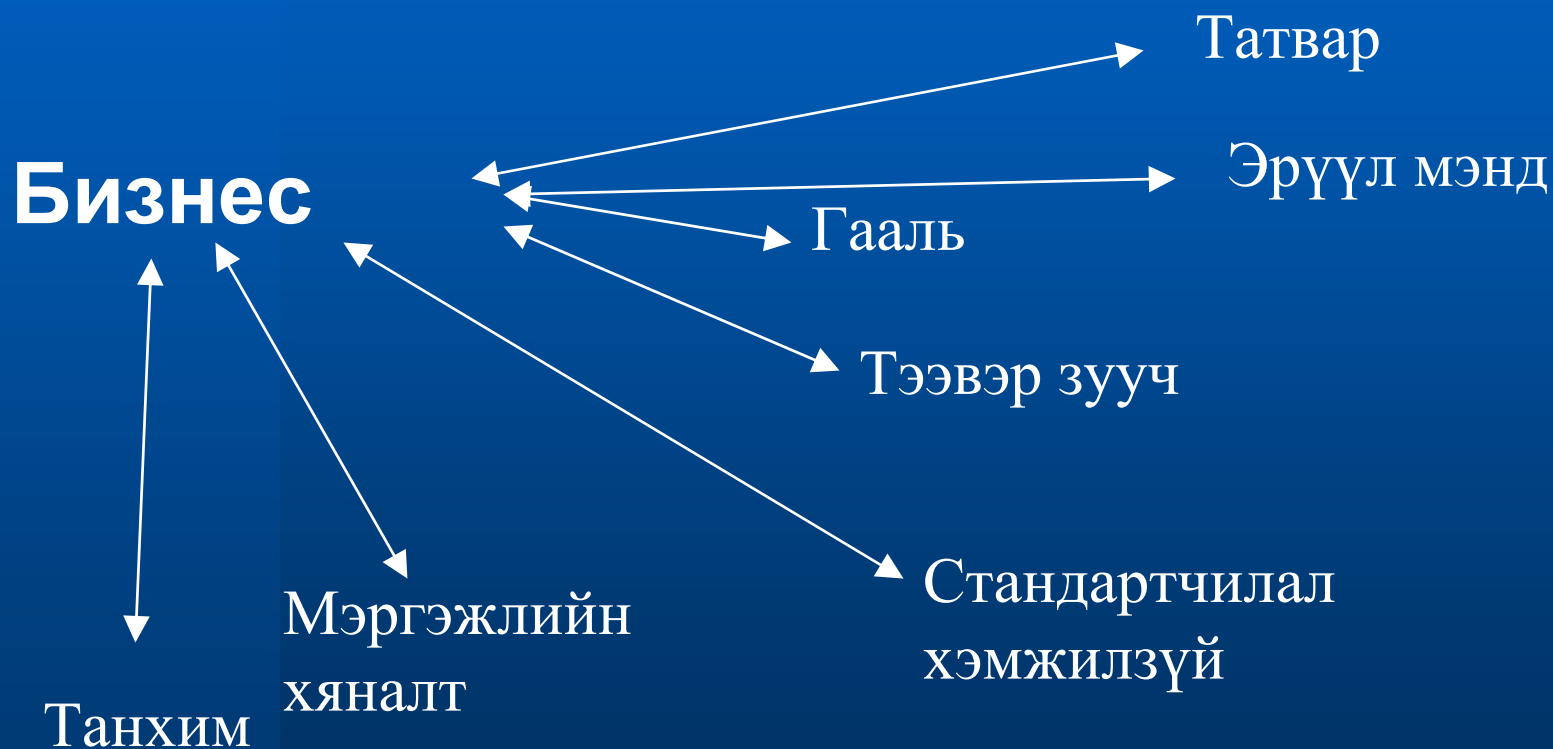 Татвар
Эрүүл мэнд
Бизнес
Гааль
Тээвэр зууч
Стандартчилал
хэмжилзүй
Мэргэжлийн
хяналт
Танхим